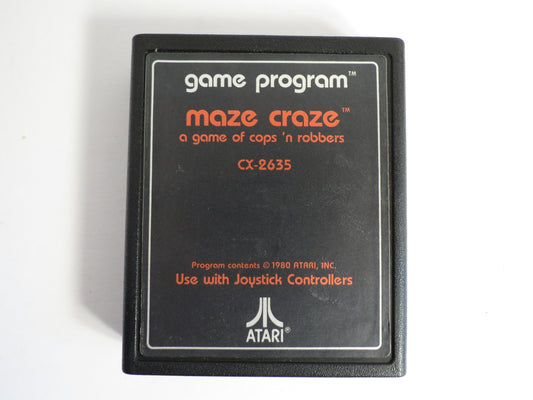 game program™
maze craze™
a game of cops 'n robbers
CX-2635
Program contents © 1980 ATARI, INC.
Use with Joystick Controllers
ATARI®